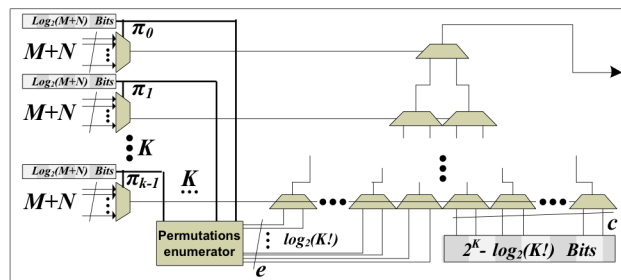 Log₂(M+N) Bits
π₀
M+N
Log₂(M+N) Bits
π₁
M+N
K
Log₂(M+N) Bits
πₖ₋₁
K
M+N
Permutations
enumerator
log₂(K!)
e
c
2ᴷ- log₂(K!) Bits